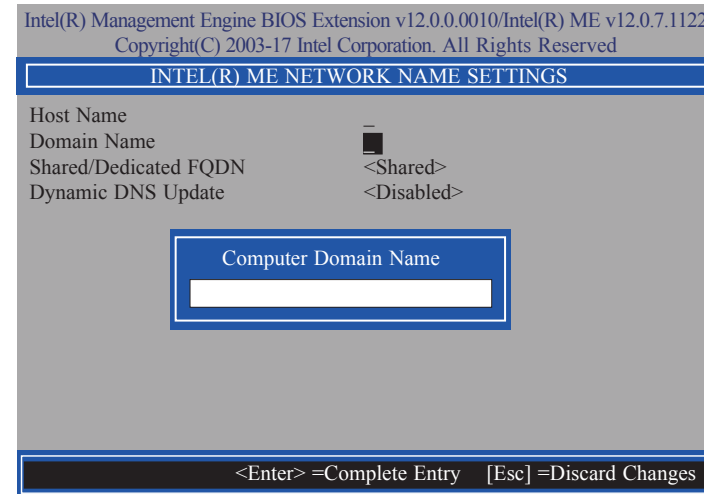 Intel(R) Management Engine BIOS Extension v12.0.0.0010/Intel(R) ME v12.0.7.1122
Copyright(C) 2003-17 Intel Corporation. All Rights Reserved
INTEL(R) ME NETWORK NAME SETTINGS
Host Name _
Domain Name _
Shared/Dedicated FQDN <Shared>
Dynamic DNS Update <Disabled>
Computer Domain Name
<Enter> =Complete Entry [Esc] =Discard Changes